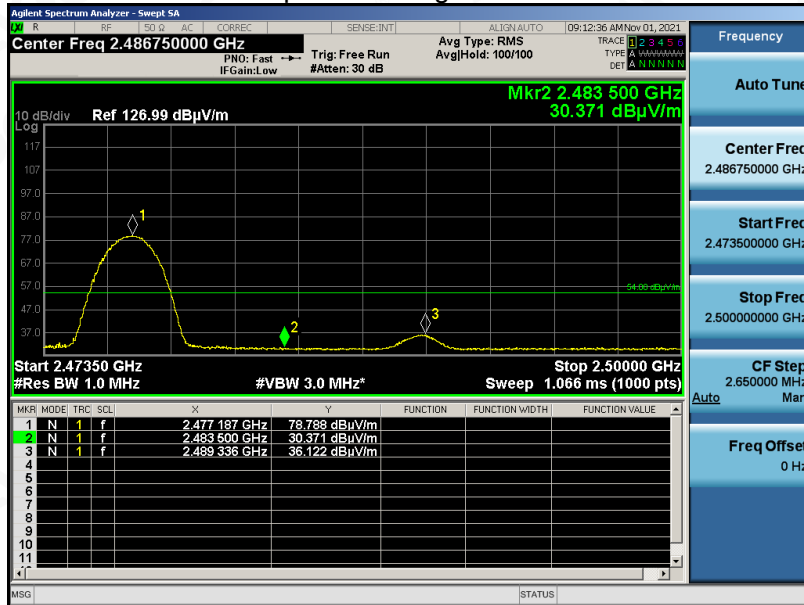 Agilent Spectrum Analyzer - Swept SA
LXI R RF 50 Ω AC CORREC SENSE:INT ALIGN AUTO 09:12:36 AM Nov 01, 2021
Center Freq 2.486750000 GHz
PNO: Fast
IFGain:Low
Trig: Free Run
#Atten: 30 dB
Avg Type: RMS
Avg|Hold: 100/100
TRACE 1 2 3 4 5 6
TYPE A WWWWW
DET A N N N N N
Mkr2 2.483 500 GHz
30.371 dBµV/m
10 dB/div Ref 126.99 dBµV/m
Log
117
107
97.0
87.0
77.0
67.0
57.0
47.0
37.0
1
2
3
54.00 dBµV/m
Start 2.47350 GHz Stop 2.50000 GHz
#Res BW 1.0 MHz #VBW 3.0 MHz* Sweep 1.066 ms (1000 pts)
MKR MODE TRC SCL X Y FUNCTION FUNCTION WIDTH FUNCTION VALUE
1 N 1 f 2.477 187 GHz 78.788 dBµV/m
2 N 1 f 2.483 500 GHz 30.371 dBµV/m
3 N 1 f 2.489 336 GHz 36.122 dBµV/m
4
5
6
7
8
9
10
11
MSG STATUS
Frequency
Auto Tune
Center Freq
2.486750000 GHz
Start Freq
2.473500000 GHz
Stop Freq
2.500000000 GHz
CF Step
2.650000 MHz
Auto Man
Freq Offset
0 Hz